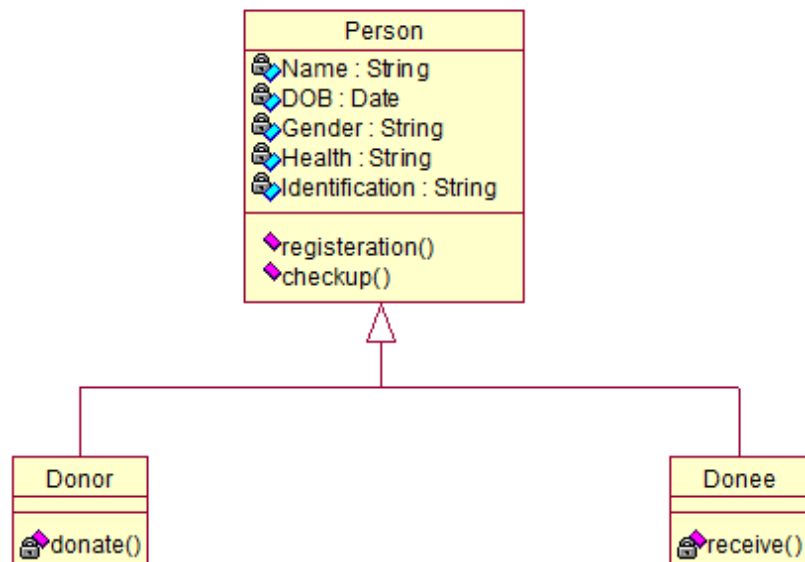 Person
Name : String
DOB : Date
Gender : String
Health : String
Identification : String
registeration()
checkup()
Donor
donate()
Donee
receive()